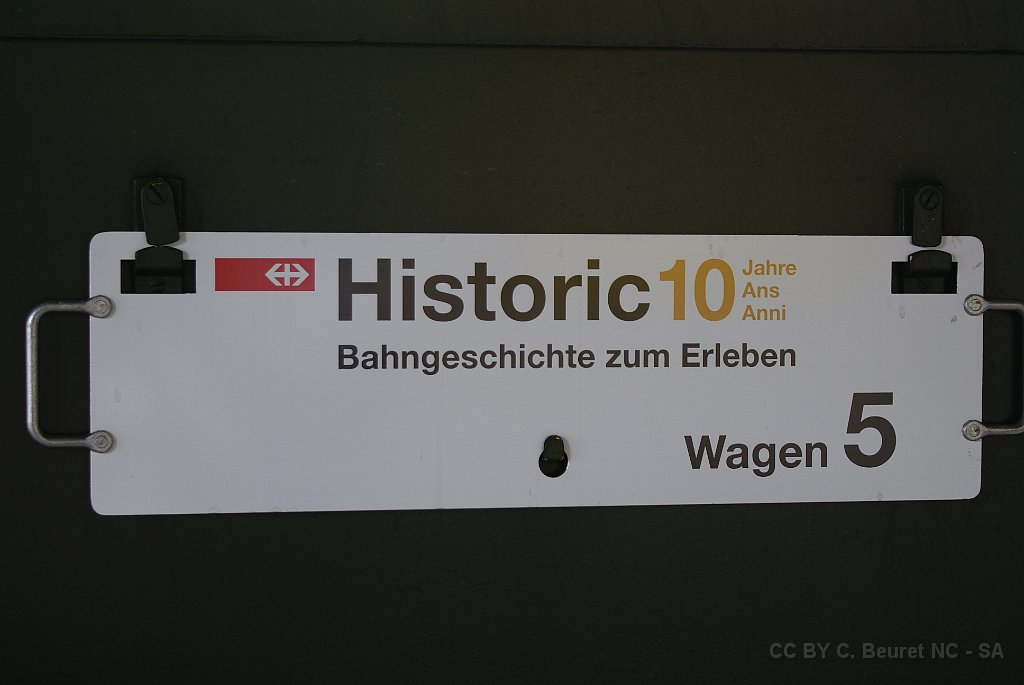 Historic 10 Jahre
Ans
Anni
Bahngeschichte zum Erleben
Wagen 5
CC BY C. Beuret NC - SA